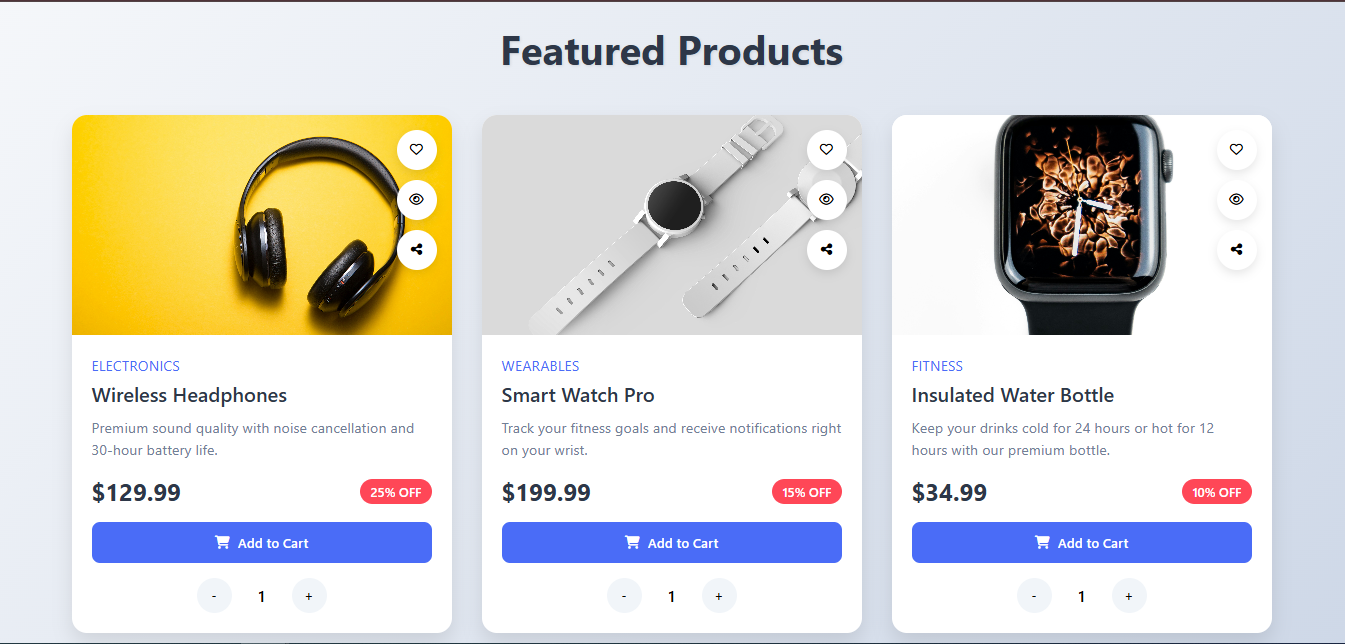 Featured Products
ELECTRONICS
Wireless Headphones
Premium sound quality with noise cancellation and
30-hour battery life.
$129.99
25% OFF
Add to Cart
- 1 +
WEARABLES
Smart Watch Pro
Track your fitness goals and receive notifications right
on your wrist.
$199.99
15% OFF
Add to Cart
- 1 +
FITNESS
Insulated Water Bottle
Keep your drinks cold for 24 hours or hot for 12
hours with our premium bottle.
$34.99
10% OFF
Add to Cart
- 1 +